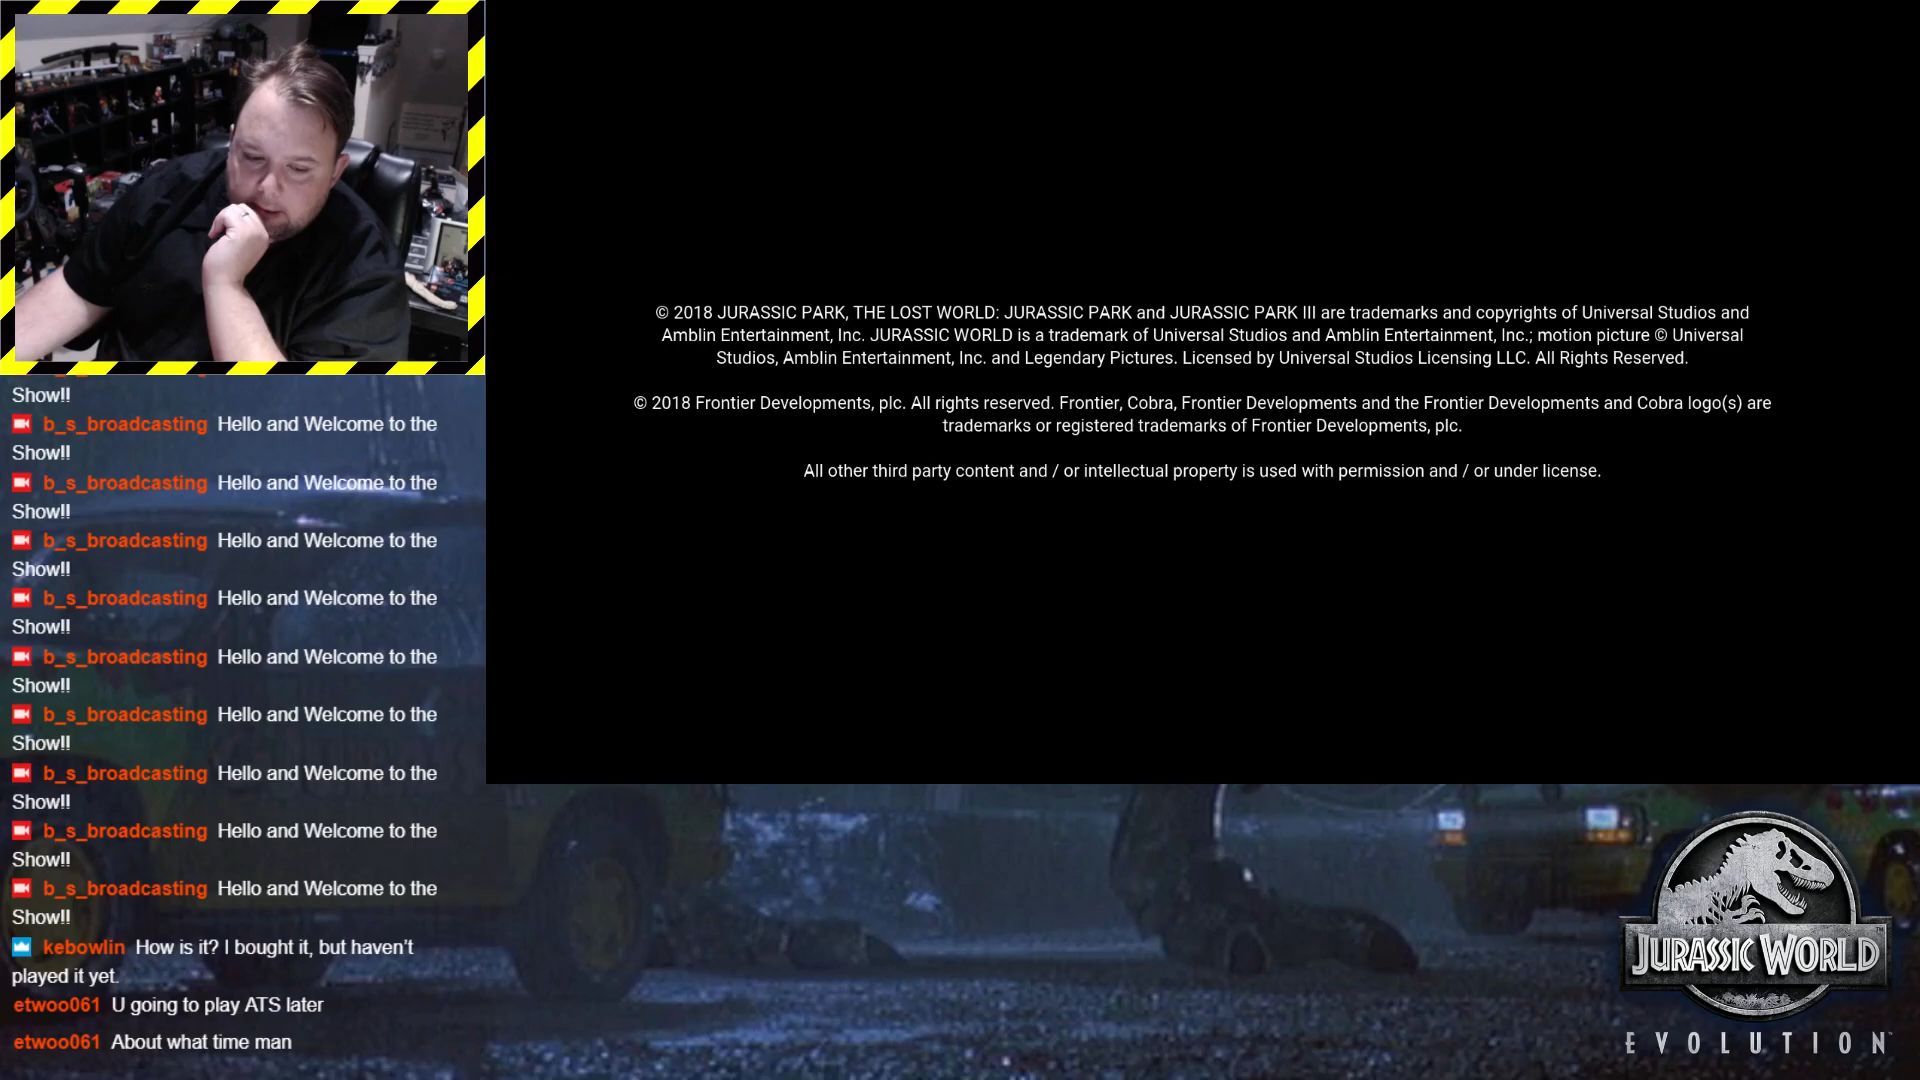 Show!!
b_s_broadcasting Hello and Welcome to the
Show!!
b_s_broadcasting Hello and Welcome to the
Show!!
b_s_broadcasting Hello and Welcome to the
Show!!
b_s_broadcasting Hello and Welcome to the
Show!!
b_s_broadcasting Hello and Welcome to the
Show!!
b_s_broadcasting Hello and Welcome to the
Show!!
b_s_broadcasting Hello and Welcome to the
Show!!
b_s_broadcasting Hello and Welcome to the
Show!!
b_s_broadcasting Hello and Welcome to the
Show!!
kebowlin How is it? I bought it, but haven't
played it yet.
etwoo061 U going to play ATS later
etwoo061 About what time man
© 2018 JURASSIC PARK, THE LOST WORLD: JURASSIC PARK and JURASSIC PARK III are trademarks and copyrights of Universal Studios and
Amblin Entertainment, Inc. JURASSIC WORLD is a trademark of Universal Studios and Amblin Entertainment, Inc.; motion picture © Universal
Studios, Amblin Entertainment, Inc. and Legendary Pictures. Licensed by Universal Studios Licensing LLC. All Rights Reserved.
© 2018 Frontier Developments, plc. All rights reserved. Frontier, Cobra, Frontier Developments and the Frontier Developments and Cobra logo(s) are
trademarks or registered trademarks of Frontier Developments, plc.
All other third party content and / or intellectual property is used with permission and / or under license.
JURASSIC WORLD™
EVOLUTION™